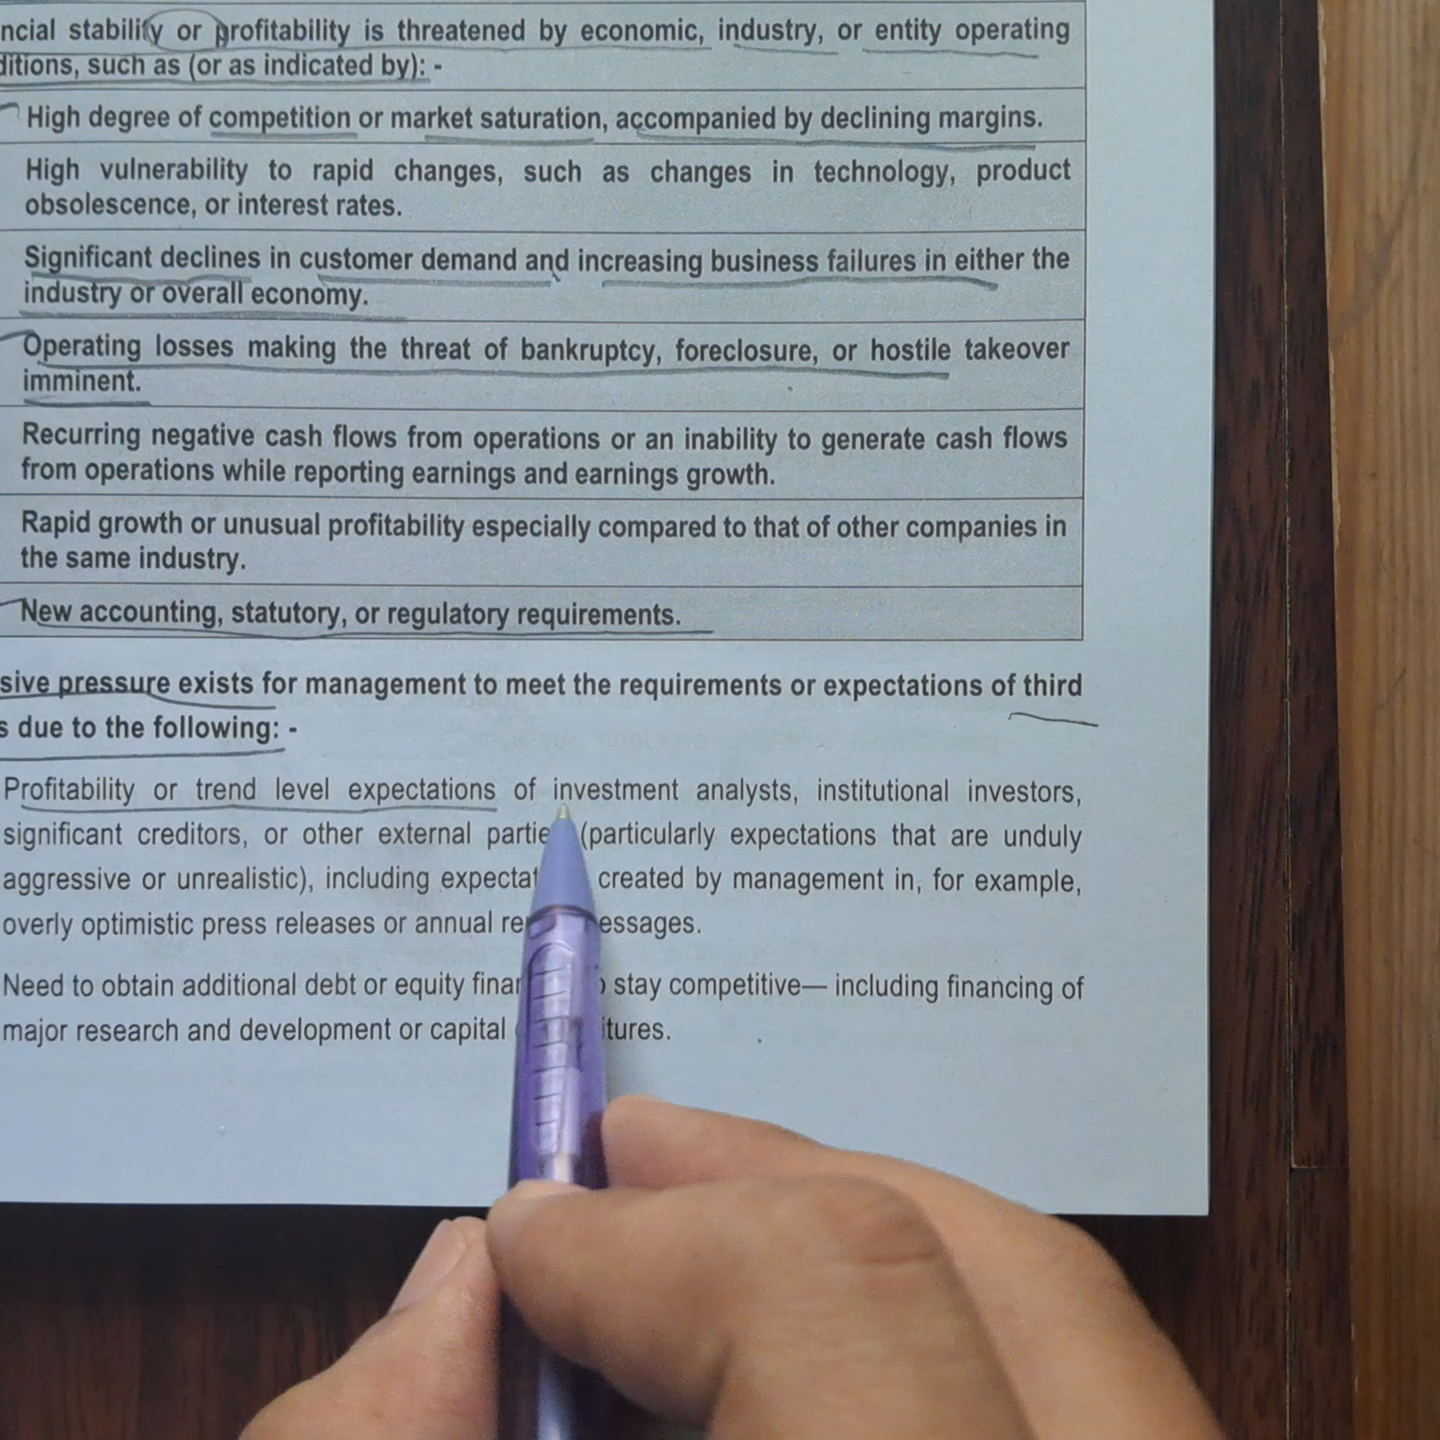 ncial stability or profitability is threatened by economic, industry, or entity operating
ditions, such as (or as indicated by): -
High degree of competition or market saturation, accompanied by declining margins.
High vulnerability to rapid changes, such as changes in technology, product
obsolescence, or interest rates.
Significant declines in customer demand and increasing business failures in either the
industry or overall economy.
Operating losses making the threat of bankruptcy, foreclosure, or hostile takeover
imminent.
Recurring negative cash flows from operations or an inability to generate cash flows
from operations while reporting earnings and earnings growth.
Rapid growth or unusual profitability especially compared to that of other companies in
the same industry.
New accounting, statutory, or regulatory requirements.
sive pressure exists for management to meet the requirements or expectations of third
s due to the following: -
Profitability or trend level expectations of investment analysts, institutional investors,
significant creditors, or other external partie (particularly expectations that are unduly
aggressive or unrealistic), including expectat created by management in, for example,
overly optimistic press releases or annual re essages.
Need to obtain additional debt or equity finan stay competitive— including financing of
major research and development or capital itures.